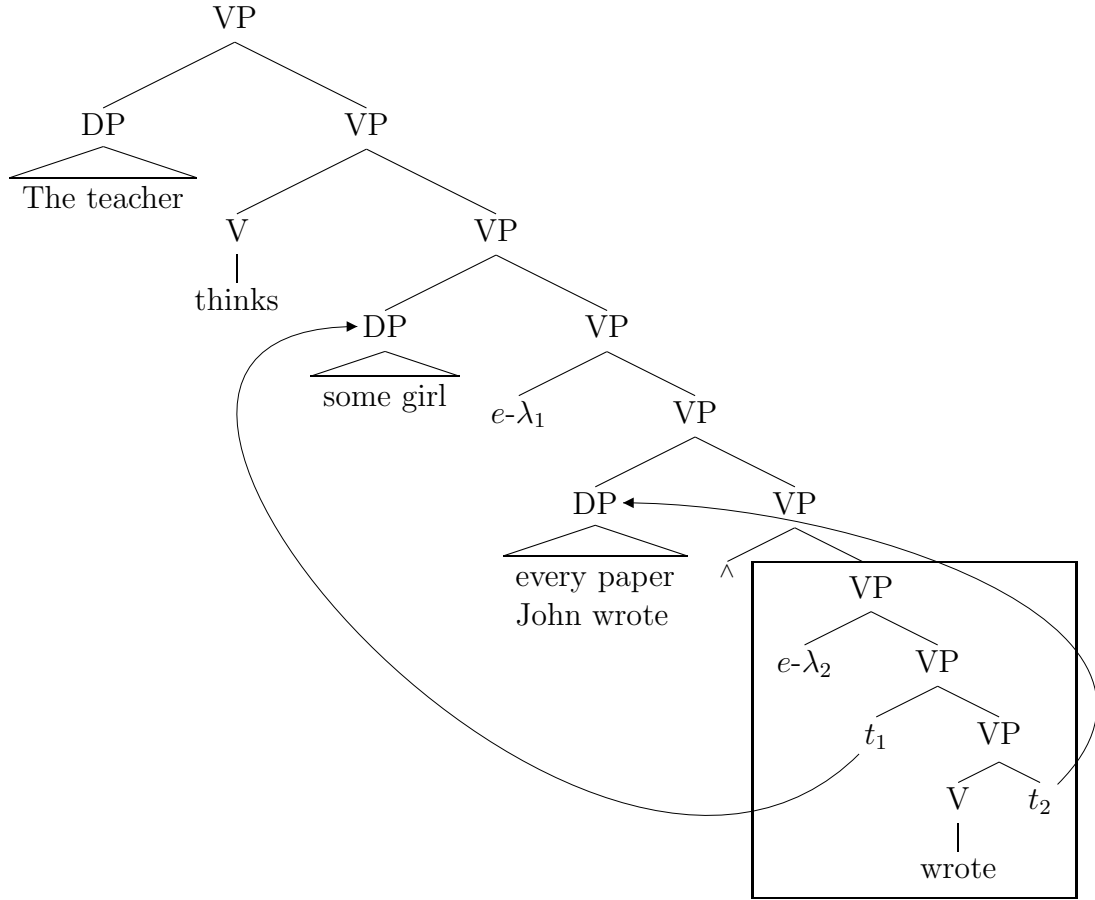 VP
DP VP
The teacher
V VP
thinks
DP VP
some girl
e-λ₁ VP
DP VP
every paper
John wrote
^
VP
e-λ₂ VP
t₁ VP
V t₂
wrote